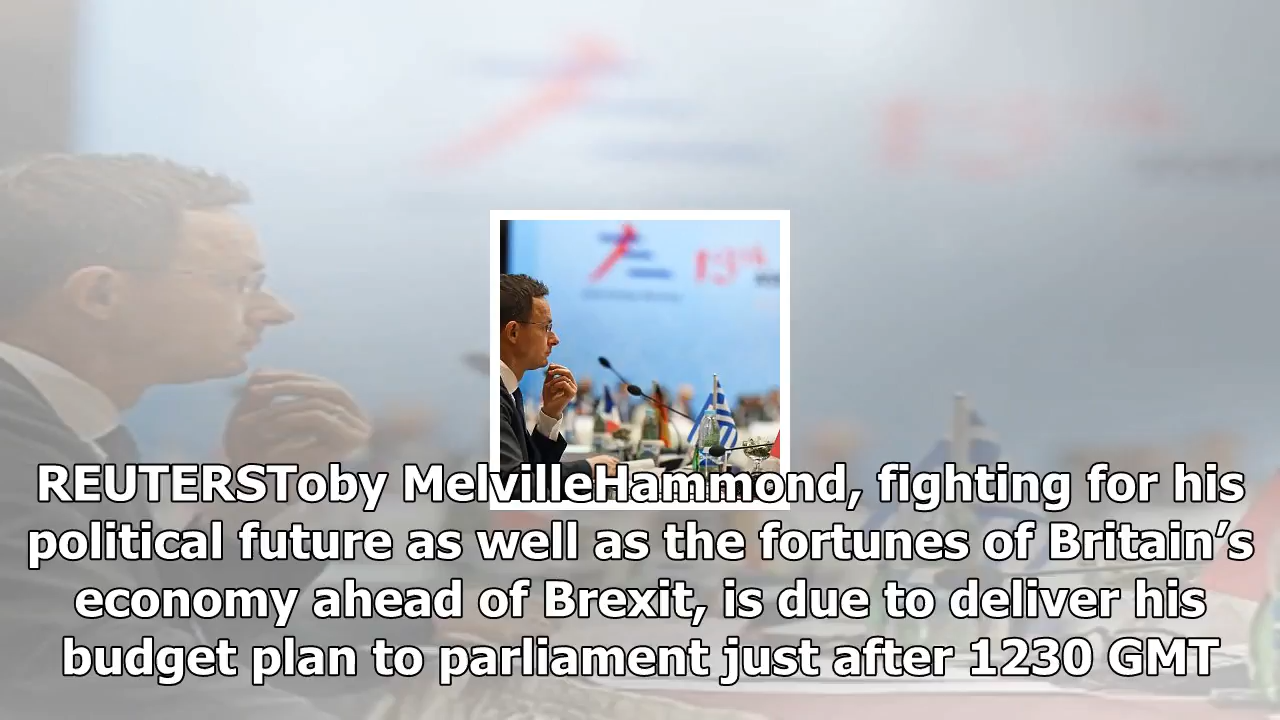 13th
REUTERSToby MelvilleHammond, fighting for his
political future as well as the fortunes of Britain’s
economy ahead of Brexit, is due to deliver his
budget plan to parliament just after 1230 GMT